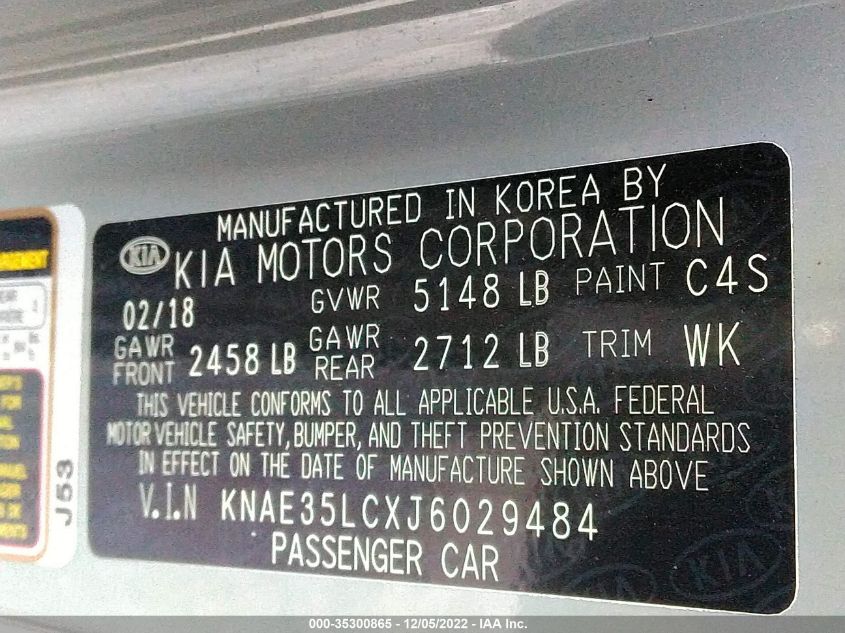 MANUFACTURED IN KOREA BY
KIA KIA MOTORS CORPORATION
02/18 GVWR 5148 LB PAINT C4S
GAWR FRONT 2458 LB GAWR REAR 2712 LB TRIM WK
THIS VEHICLE CONFORMS TO ALL APPLICABLE U.S.A. FEDERAL
MOTOR VEHICLE SAFETY, BUMPER, AND THEFT PREVENTION STANDARDS
IN EFFECT ON THE DATE OF MANUFACTURE SHOWN ABOVE
V.I.N KNAE35LCXJ6029484
PASSENGER CAR
KIA
J53
000-35300865 - 12/05/2022 - IAA Inc.